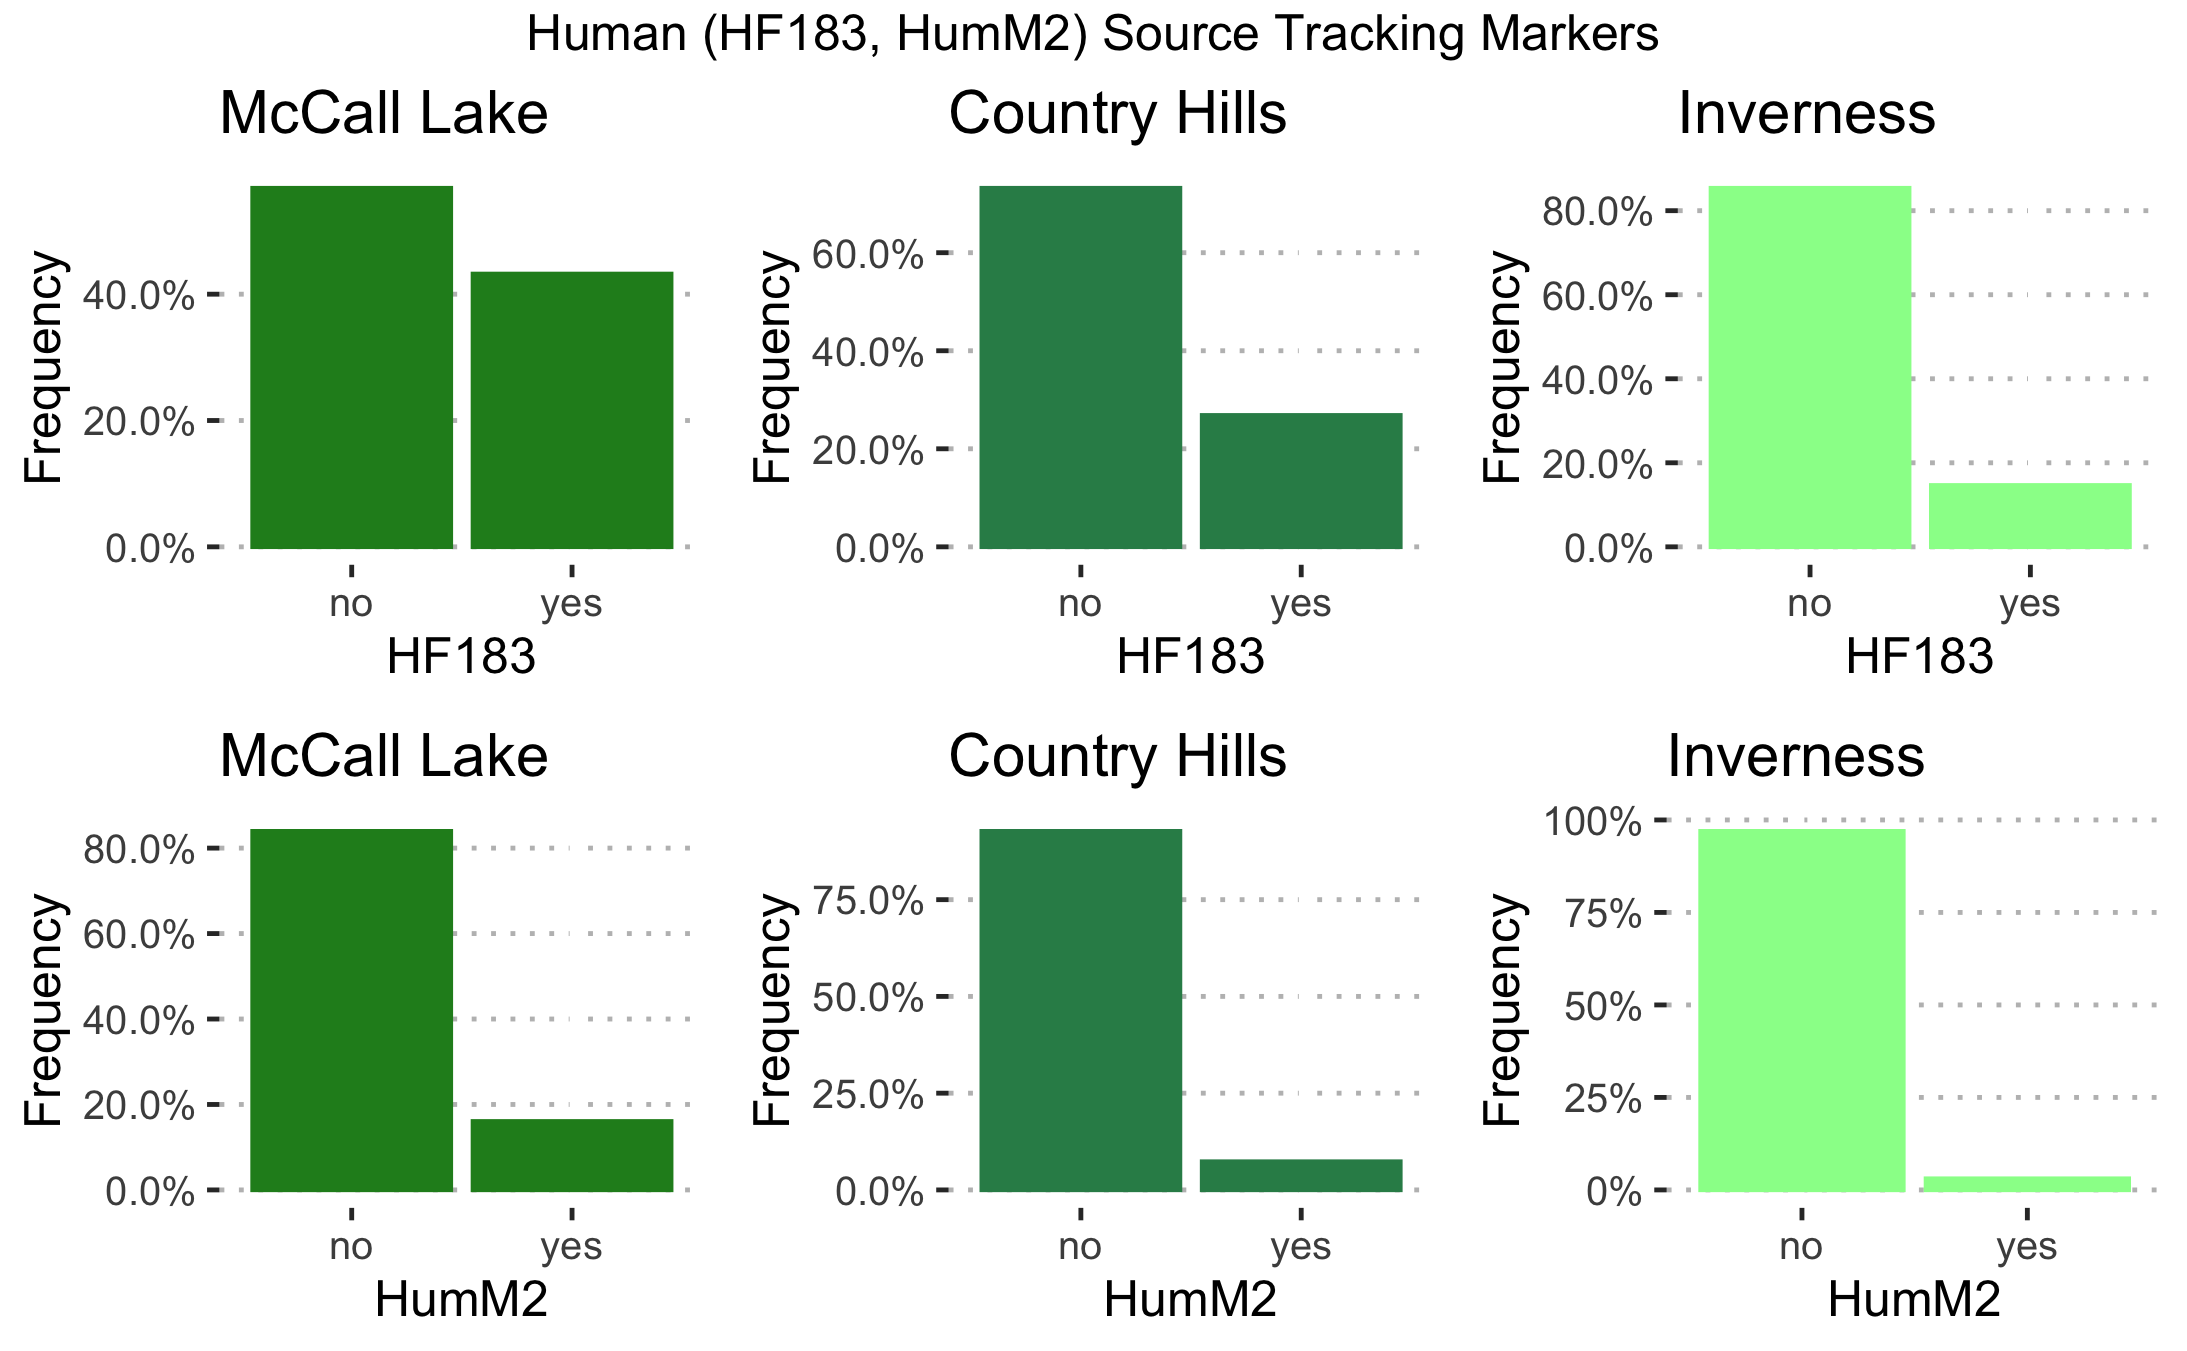 Human (HF183, HumM2) Source Tracking Markers
McCall Lake
Frequency
40.0%
20.0%
0.0%
no yes
HF183
Country Hills
Frequency
60.0%
40.0%
20.0%
0.0%
no yes
HF183
Inverness
Frequency
80.0%
60.0%
40.0%
20.0%
0.0%
no yes
HF183
McCall Lake
Frequency
80.0%
60.0%
40.0%
20.0%
0.0%
no yes
HumM2
Country Hills
Frequency
75.0%
50.0%
25.0%
0.0%
no yes
HumM2
Inverness
Frequency
100%
75%
50%
25%
0%
no yes
HumM2